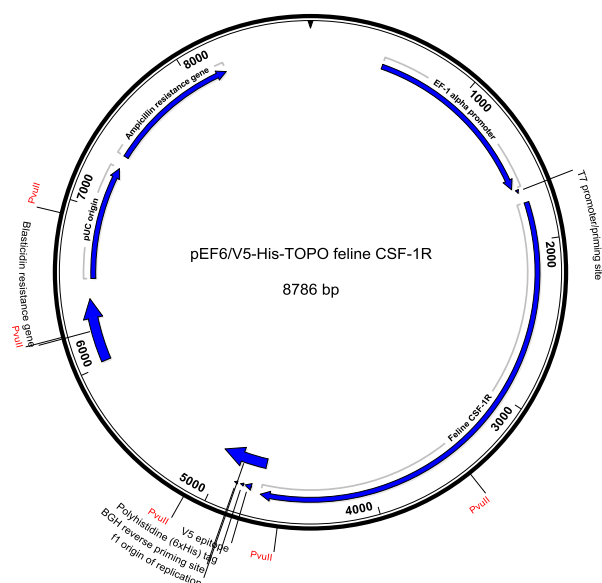 8000
Ampicillin resistance gene
EF-1 alpha promoter
1000
T7 promoter/priming site
7000
PvuII
pUC origin
2000
pEF6/V5-His-TOPO feline CSF-1R
8786 bp
Blasticidin resistance gene
PvuII
6000
3000
Feline CSF-1R
PvuII
5000
4000
PvuII
V5 epitope
Polyhistidine (6xHis) tag
BGH reverse priming site
f1 origin of replication
PvuII